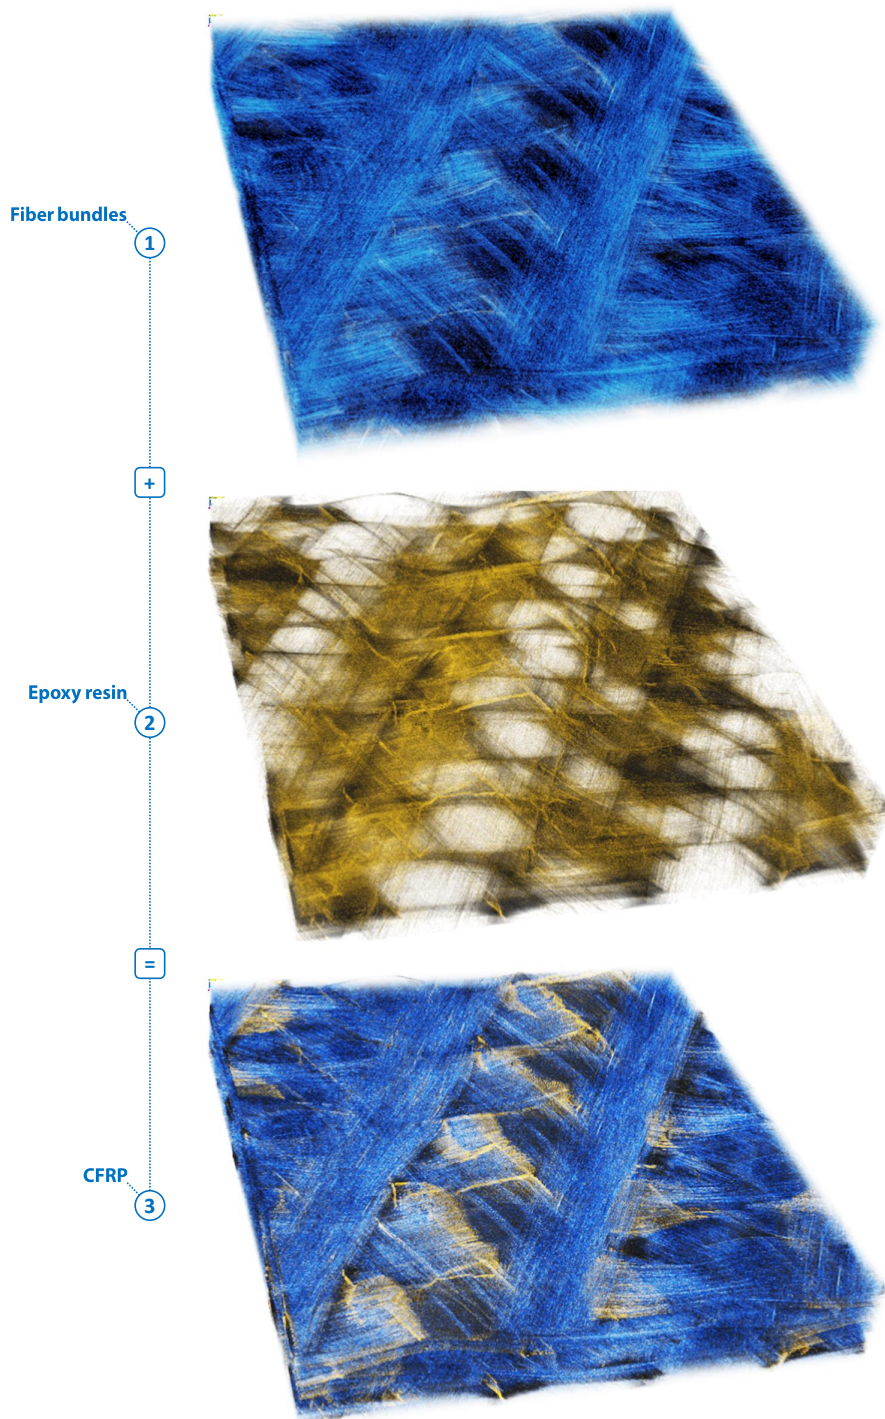 Fiber bundles
1
+
Epoxy resin
2
=
CFRP
3